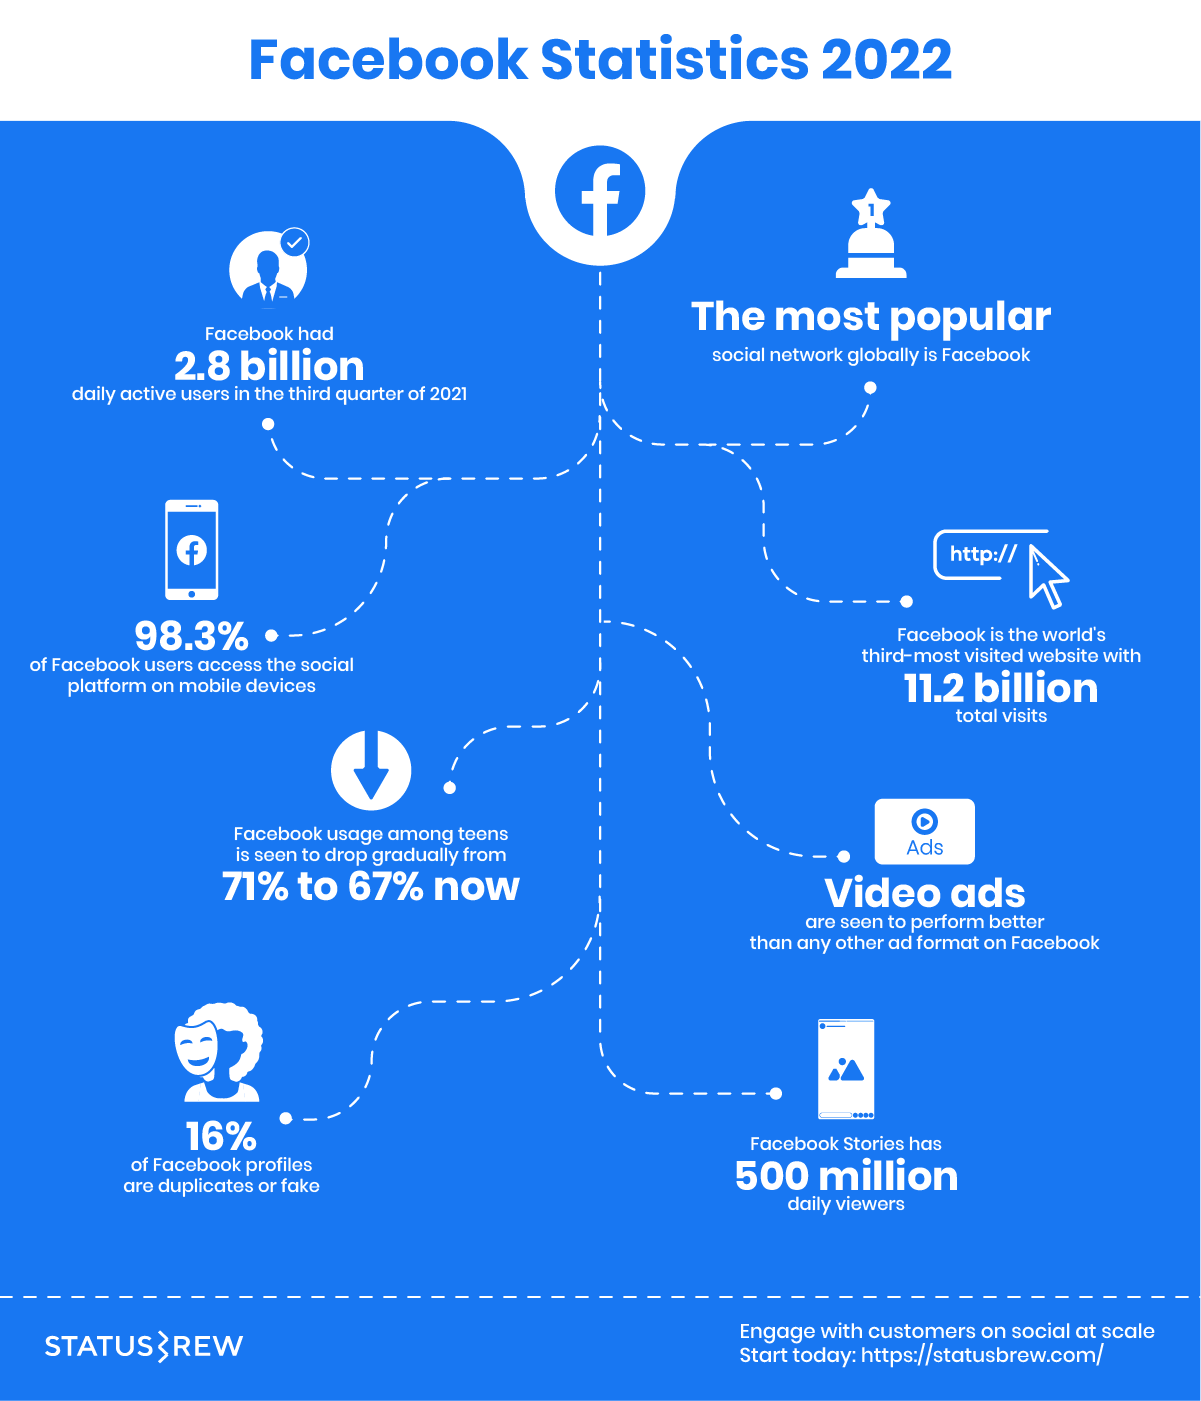 Facebook Statistics 2022
Facebook had
2.8 billion
daily active users in the third quarter of 2021
1
The most popular
social network globally is Facebook
98.3%
of Facebook users access the social
platform on mobile devices
http://
Facebook is the world's
third-most visited website with
11.2 billion
total visits
Facebook usage among teens
is seen to drop gradually from
71% to 67% now
Ads
Video ads
are seen to perform better
than any other ad format on Facebook
16%
of Facebook profiles
are duplicates or fake
Facebook Stories has
500 million
daily viewers
STATUSBREW
Engage with customers on social at scale
Start today: https://statusbrew.com/